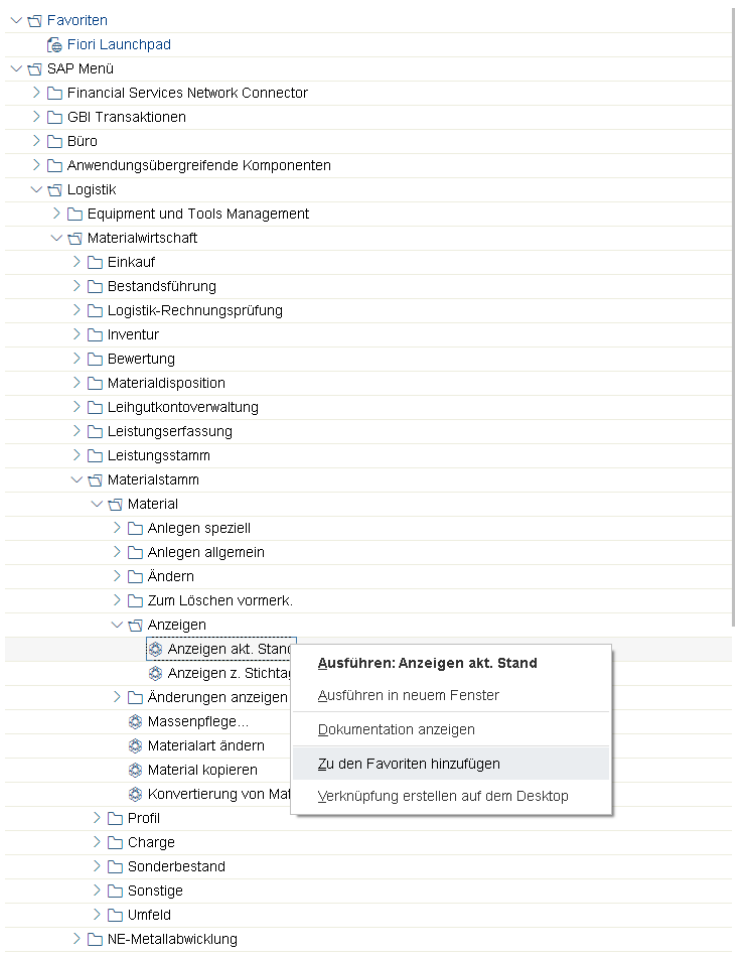 Favoriten
Fiori Launchpad
SAP Menü
Financial Services Network Connector
GBI Transaktionen
Büro
Anwendungsübergreifende Komponenten
Logistik
Equipment und Tools Management
Materialwirtschaft
Einkauf
Bestandsführung
Logistik-Rechnungsprüfung
Inventur
Bewertung
Materialdisposition
Leihgutkontoverwaltung
Leistungserfassung
Leistungsstamm
Materialstamm
Material
Anlegen speziell
Anlegen allgemein
Ändern
Zum Löschen vormerk.
Anzeigen
Anzeigen akt. Stand
Anzeigen z.
Änderungen anzeigen
Massenpflege...
Materialart ändern
Material kopieren
Konvertierung von
Ausführen: Anzeigen akt. Stand
Ausführen in neuem Fenster
Dokumentation anzeigen
Zu den Favoriten hinzufügen
Verknüpfung erstellen auf dem Desktop
Profil
Charge
Sonderbestand
Sonstige
Umfeld
NE-Metallabwicklung